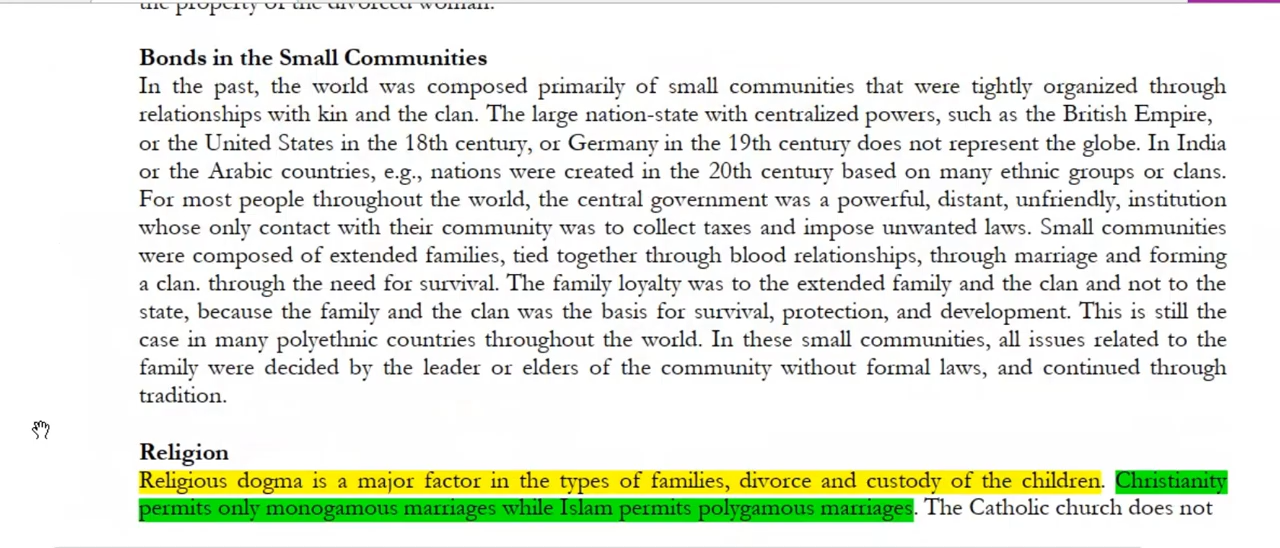 the property of the divorced woman.
Bonds in the Small Communities
In the past, the world was composed primarily of small communities that were tightly organized through
relationships with kin and the clan. The large nation-state with centralized powers, such as the British Empire,
or the United States in the 18th century, or Germany in the 19th century does not represent the globe. In India
or the Arabic countries, e.g., nations were created in the 20th century based on many ethnic groups or clans.
For most people throughout the world, the central government was a powerful, distant, unfriendly, institution
whose only contact with their community was to collect taxes and impose unwanted laws. Small communities
were composed of extended families, tied together through blood relationships, through marriage and forming
a clan. through the need for survival. The family loyalty was to the extended family and the clan and not to the
state, because the family and the clan was the basis for survival, protection, and development. This is still the
case in many polyethnic countries throughout the world. In these small communities, all issues related to the
family were decided by the leader or elders of the community without formal laws, and continued through
tradition.
Religion
Religious dogma is a major factor in the types of families, divorce and custody of the children. Christianity
permits only monogamous marriages while Islam permits polygamous marriages. The Catholic church does not